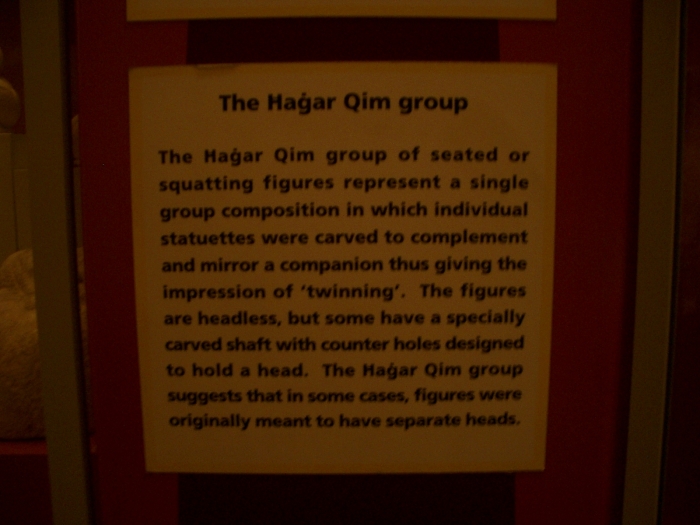 The Haġar Qim group
The Haġar Qim group of seated or
squatting figures represent a single
group composition in which individual
statuettes were carved to complement
and mirror a companion thus giving the
impression of ‘twinning’. The figures
are headless, but some have a specially
carved shaft with counter holes designed
to hold a head. The Haġar Qim group
suggests that in some cases, figures were
originally meant to have separate heads.